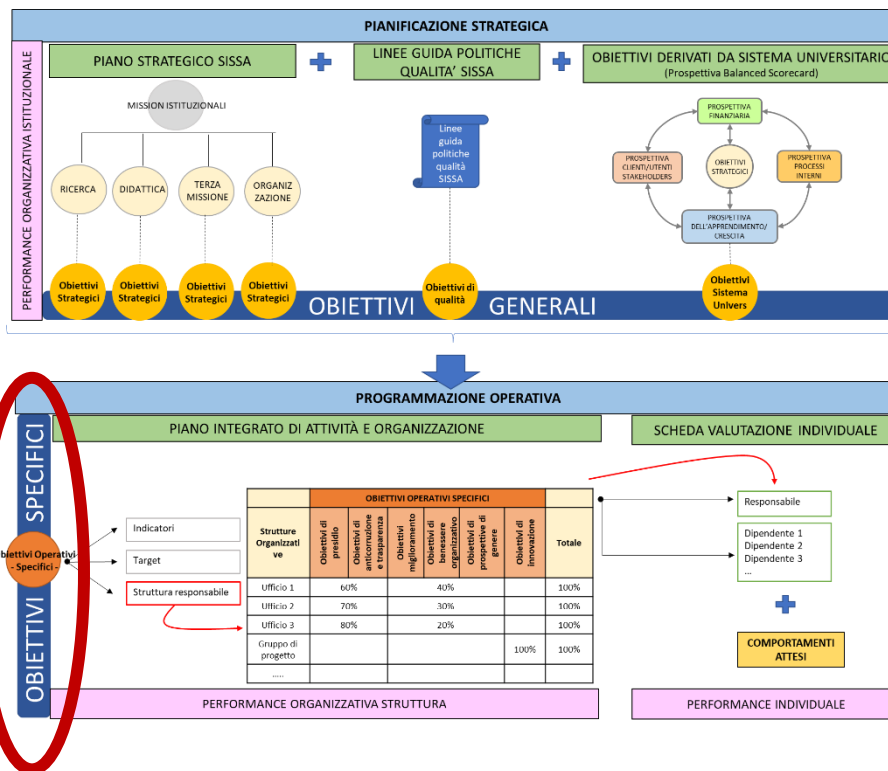 PIANIFICAZIONE STRATEGICA
PERFORMANCE ORGANIZZATIVA ISTITUZIONALE
PIANO STRATEGICO SISSA
LINEE GUIDA POLITICHE
QUALITA' SISSA
OBIETTIVI DERIVATI DA SISTEMA UNIVERSITARIO
(Prospettiva Balanced Scorecard)
MISSION ISTITUZIONALI
RICERCA
DIDATTICA
TERZA
MISSIONE
ORGANIZ
ZAZIONE
Linee
guida
politiche
qualità
SISSA
PROSPETTIVA
FINANZIARIA
PROSPETTIVA
CLIENTI/UTENTI
STAKEHOLDERS
OBIETTIVI
STRATEGICI
PROSPETTIVA
PROCESSI
INTERNI
PROSPETTIVA
DELL'APPRENDIMENTO/
CRESCITA
Obiettivi
Strategici
Obiettivi
Strategici
Obiettivi
Strategici
Obiettivi
Strategici
Obiettivi di
qualità
Obiettivi
Sistema
Univers
OBIETTIVI GENERALI
PROGRAMMAZIONE OPERATIVA
OBIETTIVI SPECIFICI
PIANO INTEGRATO DI ATTIVITÀ E ORGANIZZAZIONE
SCHEDA VALUTAZIONE INDIVIDUALE
biettivi Operativi
- Specifici -
Indicatori
Target
Struttura responsabile
OBIETTIVI OPERATIVI SPECIFICI
Strutture
Organizzati
ve
Obiettivi di
presidio
Obiettivi di
anticorruzione
e trasparenza
Obiettivi
miglioramento
Obiettivi di
benessere
organizzativo
Obiettivi di
prospettive di
genere
Obiettivi di
innovazione
Totale
Ufficio 1 60% 40% 100%
Ufficio 2 70% 30% 100%
Ufficio 3 80% 20% 100%
Gruppo di
progetto 100% 100%
.....
Responsabile
Dipendente 1
Dipendente 2
Dipendente 3
...
COMPORTAMENTI
ATTESI
PERFORMANCE ORGANIZZATIVA STRUTTURA
PERFORMANCE INDIVIDUALE